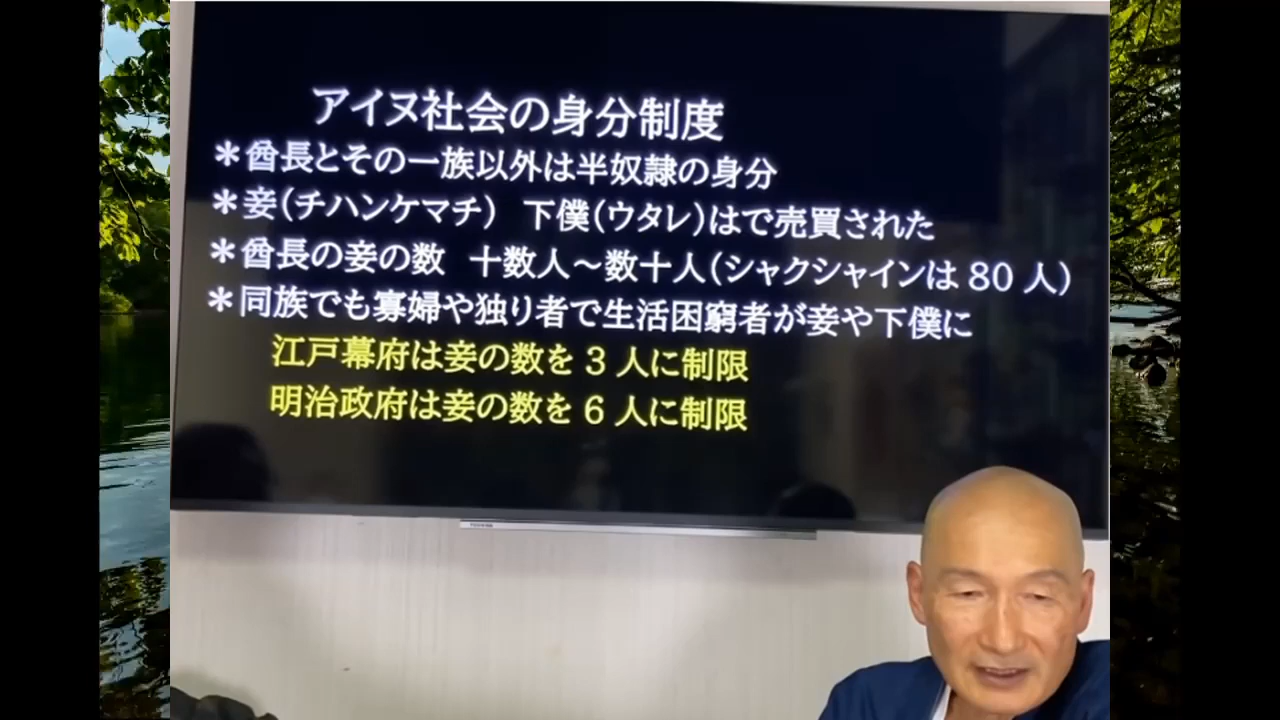 アイヌ社会の身分制度
＊酋長とその一族以外は半奴隷の身分
＊妾(チハンケマチ)　下僕(ウタレ)はで売買された
＊酋長の妾の数　十数人～数十人(シャクシャインは 80 人)
＊同族でも寡婦や独り者で生活困窮者が妾や下僕に
江戸幕府は妾の数を 3 人に制限
明治政府は妾の数を 6 人に制限
TOSHIBA